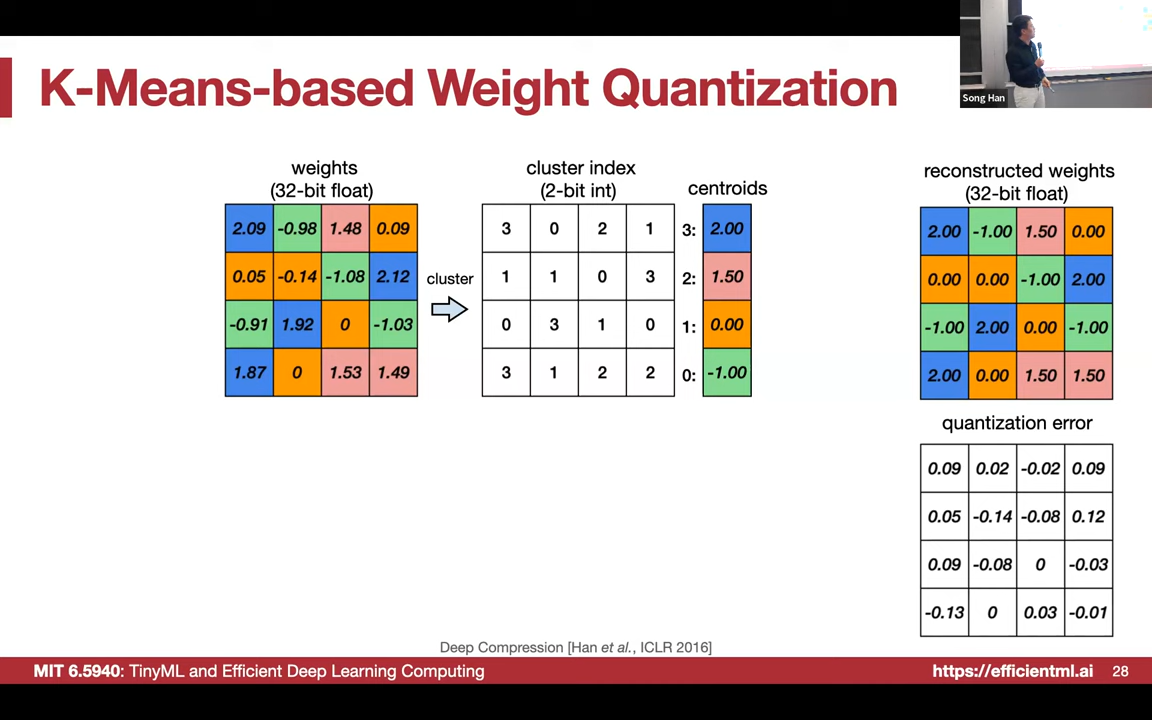 K-Means-based Weight Quantization
Song Han
weights
(32-bit float)
2.09 -0.98 1.48 0.09
0.05 -0.14 -1.08 2.12
-0.91 1.92 0 -1.03
1.87 0 1.53 1.49
cluster
cluster index
(2-bit int)
3 0 2 1
1 1 0 3
0 3 1 0
3 1 2 2
centroids
3: 2.00
2: 1.50
1: 0.00
0: -1.00
reconstructed weights
(32-bit float)
2.00 -1.00 1.50 0.00
0.00 0.00 -1.00 2.00
-1.00 2.00 0.00 -1.00
2.00 0.00 1.50 1.50
quantization error
0.09 0.02 -0.02 0.09
0.05 -0.14 -0.08 0.12
0.09 -0.08 0 -0.03
-0.13 0 0.03 -0.01
Deep Compression [Han et al., ICLR 2016]
MIT 6.5940: TinyML and Efficient Deep Learning Computing
https://efficientml.ai 28